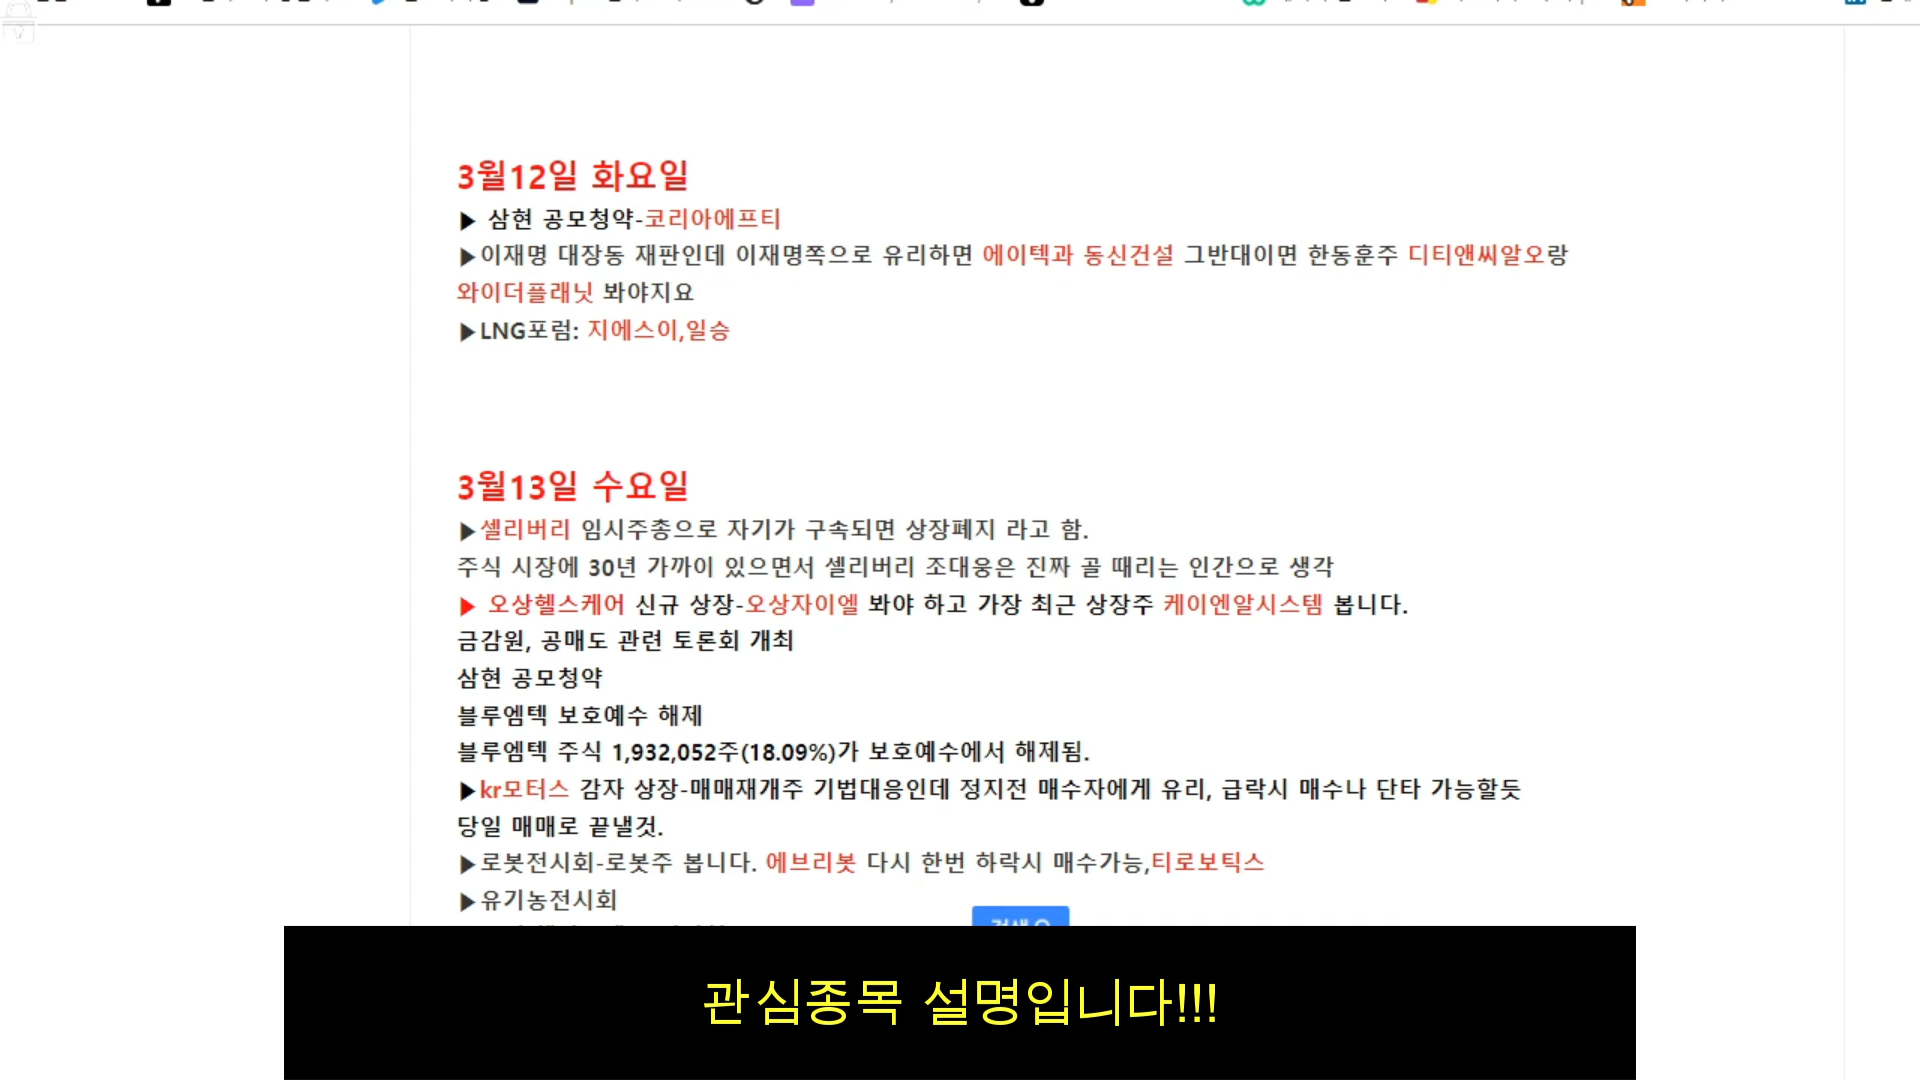 3월12일 화요일
▶ 삼현 공모청약-코리아에프티
▶이재명 대장동 재판인데 이재명쪽으로 유리하면 에이텍과 동신건설 그반대이면 한동훈주 디티앤씨알오랑
와이더플래닛 봐야지요
▶LNG포럼: 지에스이,일승
3월13일 수요일
▶셀리버리 임시주총으로 자기가 구속되면 상장폐지 라고 함.
주식 시장에 30년 가까이 있으면서 셀리버리 조대웅은 진짜 골 때리는 인간으로 생각
▶ 오상헬스케어 신규 상장-오상자이엘 봐야 하고 가장 최근 상장주 케이엔알시스템 봅니다.
금감원, 공매도 관련 토론회 개최
삼현 공모청약
블루엠텍 보호예수 해제
블루엠텍 주식 1,932,052주(18.09%)가 보호예수에서 해제됨.
▶kr모터스 감자 상장-매매재개주 기법대응인데 정지전 매수자에게 유리, 급락시 매수나 단타 가능할듯
당일 매매로 끝낼것.
▶로봇전시회-로봇주 봅니다. 에브리봇 다시 한번 하락시 매수가능,티로보틱스
▶유기농전시회
관심종목 설명입니다!!!